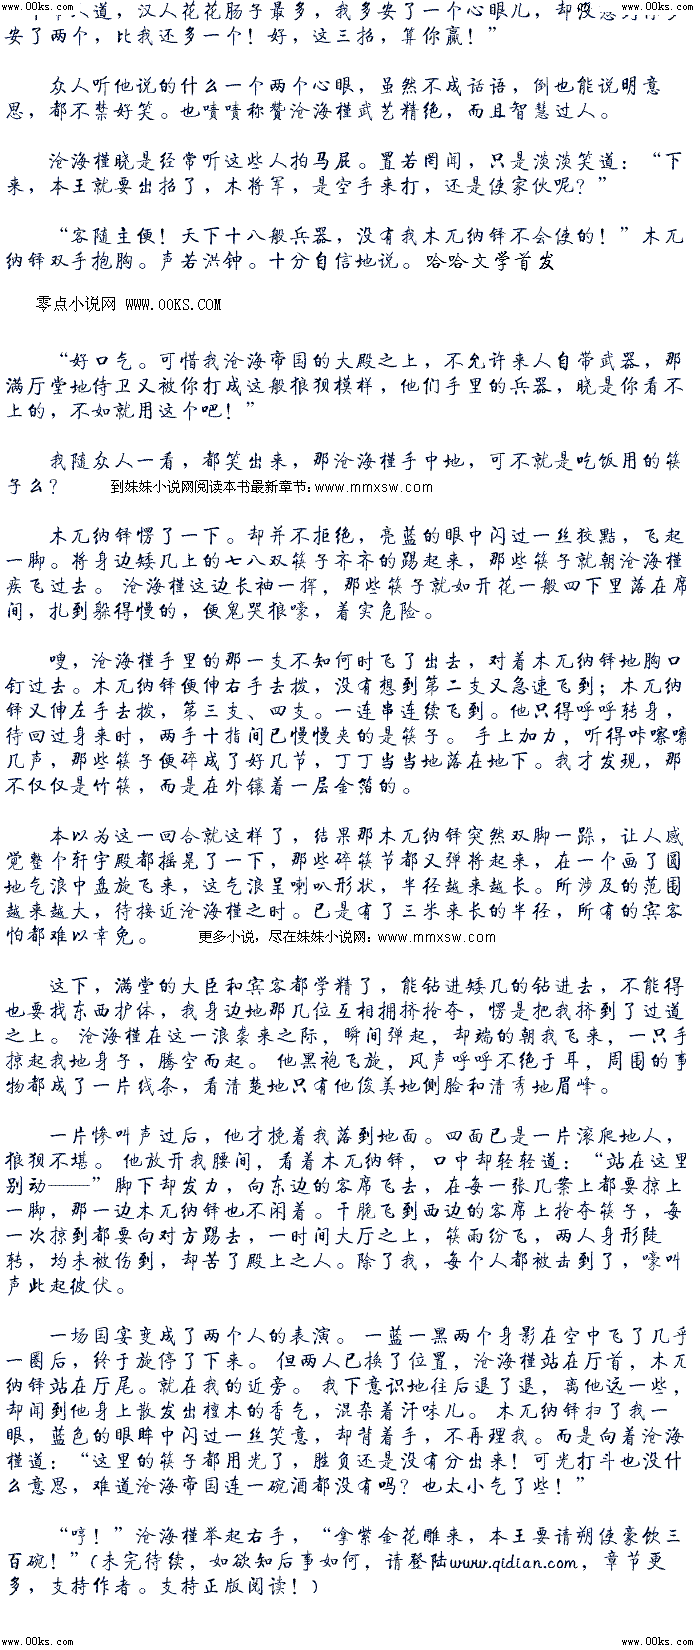 www.00ks.com www.00ks.com
道，汉人花花肠子最多，我多安了一个心眼儿，却没
安了两个，比我还多一个！好，这三招，算你赢！”
众人听他说的什么一个两个心眼，虽然不成话语，倒也能说明意
思，都不禁好笑。也啧啧称赞沧海槿武艺精绝，而且智慧过人。
沧海槿晓是经常听这些人拍马屁。置若罔闻，只是淡淡笑道：“下
来，本王就要出招了，木将军，是空手来打，还是使家伙呢？”
“客随主便！天下十八般兵器，没有我木兀纳铎不会使的！”木兀
纳铎双手抱胸。声若洪钟。十分自信地说。哈哈文学首发
零点小说网 www.00KS.COM
“好口气。可惜我沧海帝国的大殿之上，不允许来人自带武器，那
满厅堂地侍卫又被你打成这般狼狈模样，他们手里的兵器，晓是你看不
上的，不如就用这个吧！”
我随众人一看，都笑出来，那沧海槿手中地，可不就是吃饭用的筷
子么？ 到妹妹小说网阅读本书最新章节：www.mmxsw.com
木兀纳铎愣了一下。却并不拒绝，亮蓝的眼中闪过一丝狡黠，飞起
一脚。将身边矮几上的七八双筷子齐齐的踢起来，那些筷子就朝沧海槿
疾飞过去。 沧海槿这边长袖一挥，那些筷子就如开花一般四下里落在席
间，扎到躲得慢的，便鬼哭狼嚎，着实危险。
嗖，沧海槿手里的那一支不知何时飞了出去，对着木兀纳铎地胸口
钉过去。木兀纳铎便伸右手去拨，没有想到第二支又急速飞到；木兀纳
铎又伸左手去拨，第三支、四支。一连串连续飞到。他只得呼呼转身，
待回过身来时，两手十指间已慢慢夹的是筷子。 手上加力，听得咔嚓嚓
几声，那些筷子便碎成了好几节，丁丁当当地落在地下。我才发现，那
不仅仅是竹筷，而是在外镶着一层金箔的。
本以为这一回合就这样了，结果那木兀纳铎突然双脚一跺，让人感
觉整个轩宇殿都摇晃了一下，那些碎筷节都又弹将起来，在一个画了圆
地气浪中盘旋飞来，这气浪呈喇叭形状，半径越来越长。所涉及的范围
越来越大，待接近沧海槿之时。已是有了三米来长的半径，所有的宾客
怕都难以幸免。 更多小说，尽在妹妹小说网：www.mmxsw.com
这下，满堂的大臣和宾客都学精了，能钻进矮几的钻进去，不能得
也要找东西护体，我身边地那几位互相拥挤抢夺，愣是把我挤到了过道
之上。 沧海槿在这一浪袭来之际，瞬间弹起，却端的朝我飞来，一只手
掠起我地身子，腾空而起。 他黑袍飞旋，风声呼呼不绝于耳，周围的事
物都成了一片线条，看清楚地只有他俊美地侧脸和清秀地眉峰。
一片惨叫声过后，他才挽着我落到地面。四面已是一片滚爬地人，
狼狈不堪。 他放开我腰间，看着木兀纳铎，口中却轻轻道：“站在这里
别动——”脚下却发力，向东边的客席飞去，在每一张几案上都要掠上
一脚，那一边木兀纳铎也不闲着。干脆飞到西边的客席上抢夺筷子，每
一次掠到都要向对方踢去，一时间大厅之上，筷雨纷飞，两人身形陡
转，均未被伤到，却苦了殿上之人。除了我，每个人都被击到了，嚎叫
声此起彼伏。
一场国宴变成了两个人的表演。 一蓝一黑两个身影在空中飞了几乎
一圈后，终于旋停了下来。 但两人已换了位置，沧海槿站在厅首，木兀
纳铎站在厅尾。就在我的近旁。 我下意识地往后退了退，离他远一些，
却闻到他身上散发出檀木的香气，混杂着汗味儿。 木兀纳铎扫了我一
眼，蓝色的眼眸中闪过一丝笑意，却背着手，不再理我。而是向着沧海
槿道：“这里的筷子都用光了，胜负还是没有分出来！可光打斗也没什
么意思，难道沧海帝国连一碗酒都没有吗？也太小气了些！”
“哼！”沧海槿举起右手，“拿紫金花雕来，本王要请朔使豪饮三
百碗！”(未完待续，如欲知后事如何，请登陆www.qidian.com，章节更
多，支持作者。支持正版阅读！)
www.00ks.com www.00ks.com